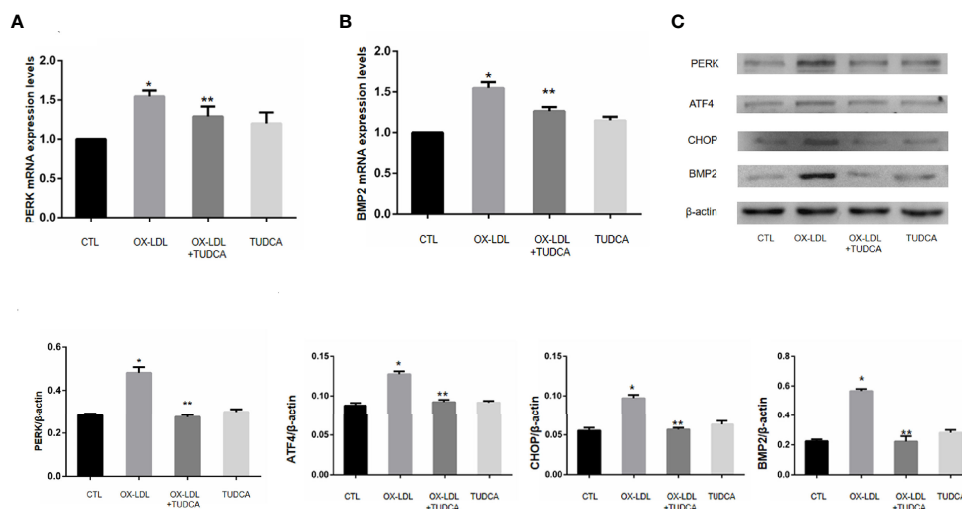 A
PERK mRNA expression levels
2.0
1.5
1.0
0.5
0.0
*
**
CTL
OX-LDL
OX-LDL
+TUDCA
TUDCA
B
BMP2 mRNA expression levels
2.0
1.5
1.0
0.5
0.0
*
**
CTL
OX-LDL
OX-LDL
+TUDCA
TUDCA
C
PERK
ATF4
CHOP
BMP2
β-actin
CTL
OX-LDL
OX-LDL
+TUDCA
TUDCA
PERK/β-actin
0.6
0.4
0.2
0.0
*
**
CTL
OX-LDL
OX-LDL
+TUDCA
TUDCA
ATF4/β-actin
0.15
0.10
0.05
0.00
*
**
CTL
OX-LDL
OX-LDL
+TUDCA
TUDCA
CHOP/β-actin
0.15
0.10
0.05
0.00
*
**
CTL
OX-LDL
OX-LDL
+TUDCA
TUDCA
BMP2/β-actin
0.8
0.6
0.4
0.2
0.0
*
**
CTL
OX-LDL
OX-LDL
+TUDCA
TUDCA